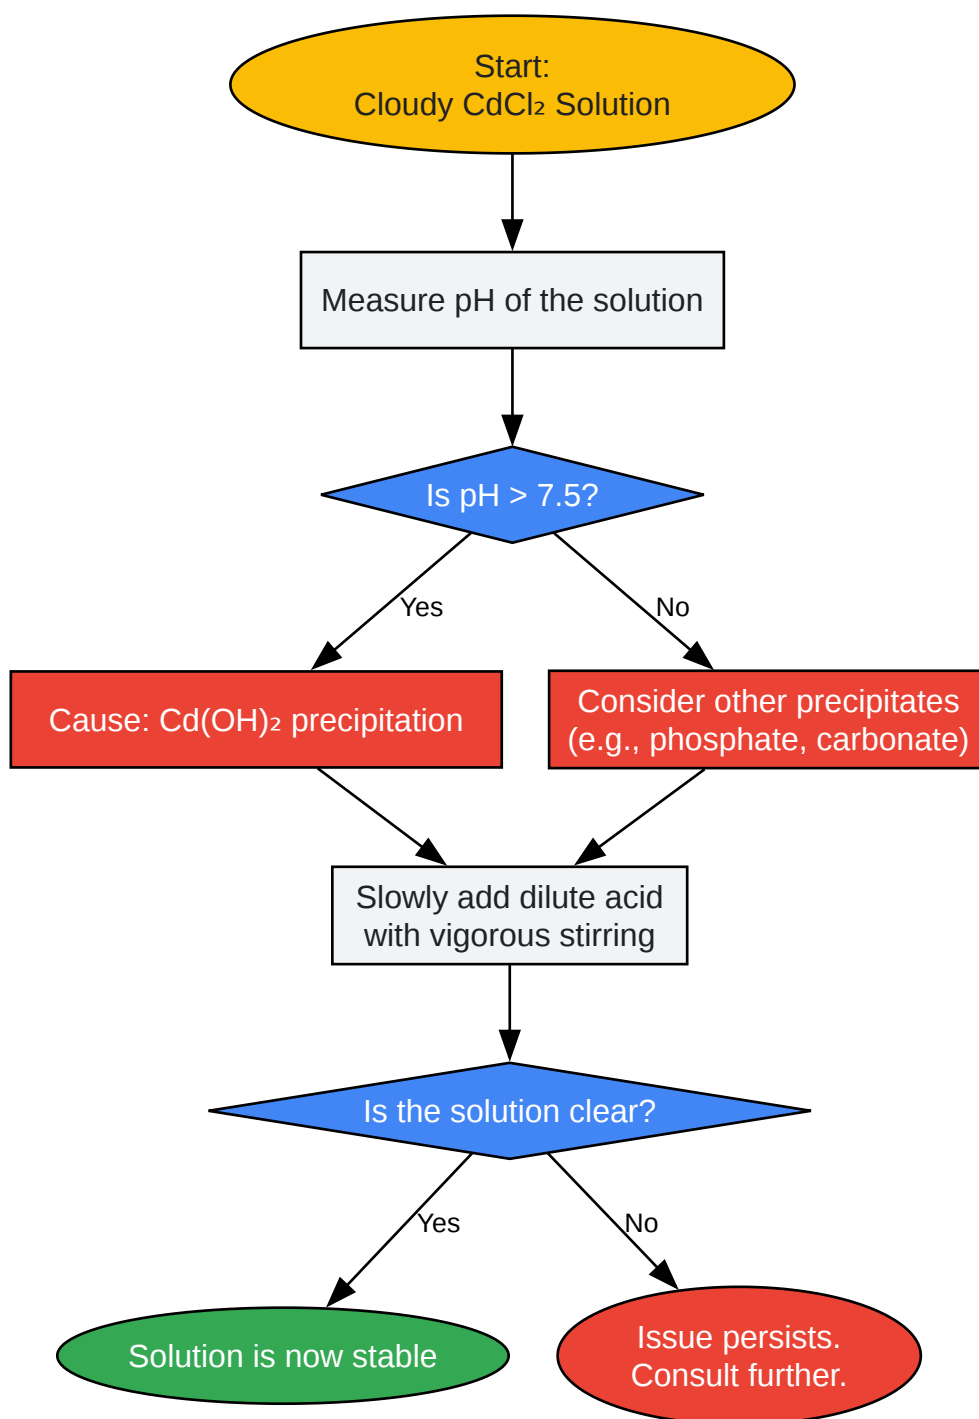 Start:
Cloudy CdCl₂ Solution
Measure pH of the solution
Is pH > 7.5?
Yes
No
Cause: Cd(OH)₂ precipitation
Consider other precipitates
(e.g., phosphate, carbonate)
Slowly add dilute acid
with vigorous stirring
Is the solution clear?
Yes
No
Solution is now stable
Issue persists.
Consult further.